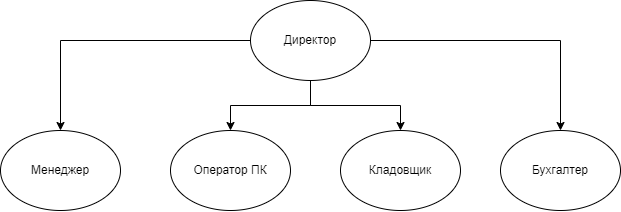 Директор
Менеджер
Оператор ПК
Кладовщик
Бухгалтер